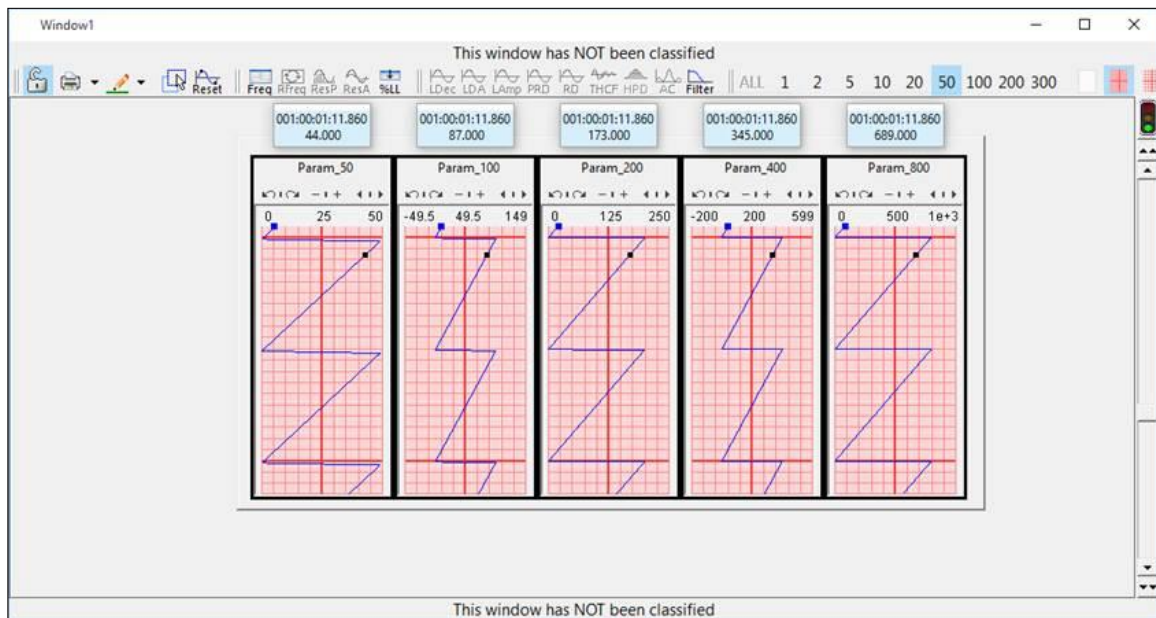 Window1
This window has NOT been classified
Reset Freq Rfreq ResP ResA %LL LDec LDA LAmp PRD RD THCF HPD AC Filter ALL 1 2 5 10 20 50 100 200 300
001:00:01:11.860 001:00:01:11.860 001:00:01:11.860 001:00:01:11.860 001:00:01:11.860
44.000 87.000 173.000 345.000 689.000
Param_50 Param_100 Param_200 Param_400 Param_800
0 25 50 -49.5 49.5 149 0 125 250 -200 200 599 0 500 1e+3
This window has NOT been classified